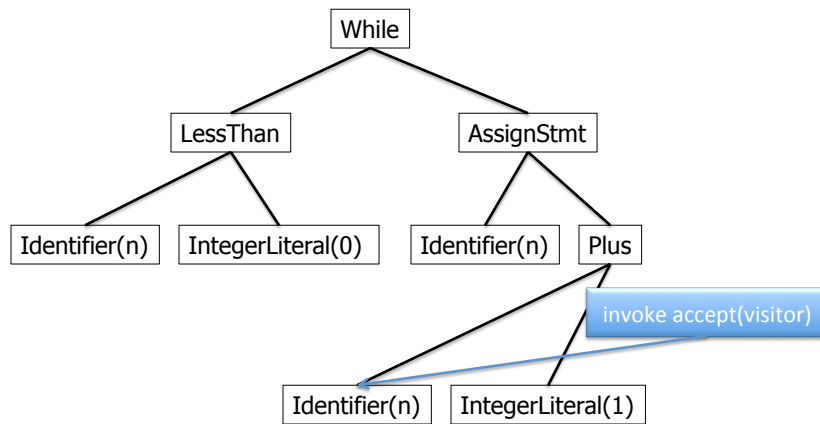 While
LessThan
AssignStmt
Identifier(n)
IntegerLiteral(0)
Identifier(n)
Plus
invoke accept(visitor)
Identifier(n)
IntegerLiteral(1)